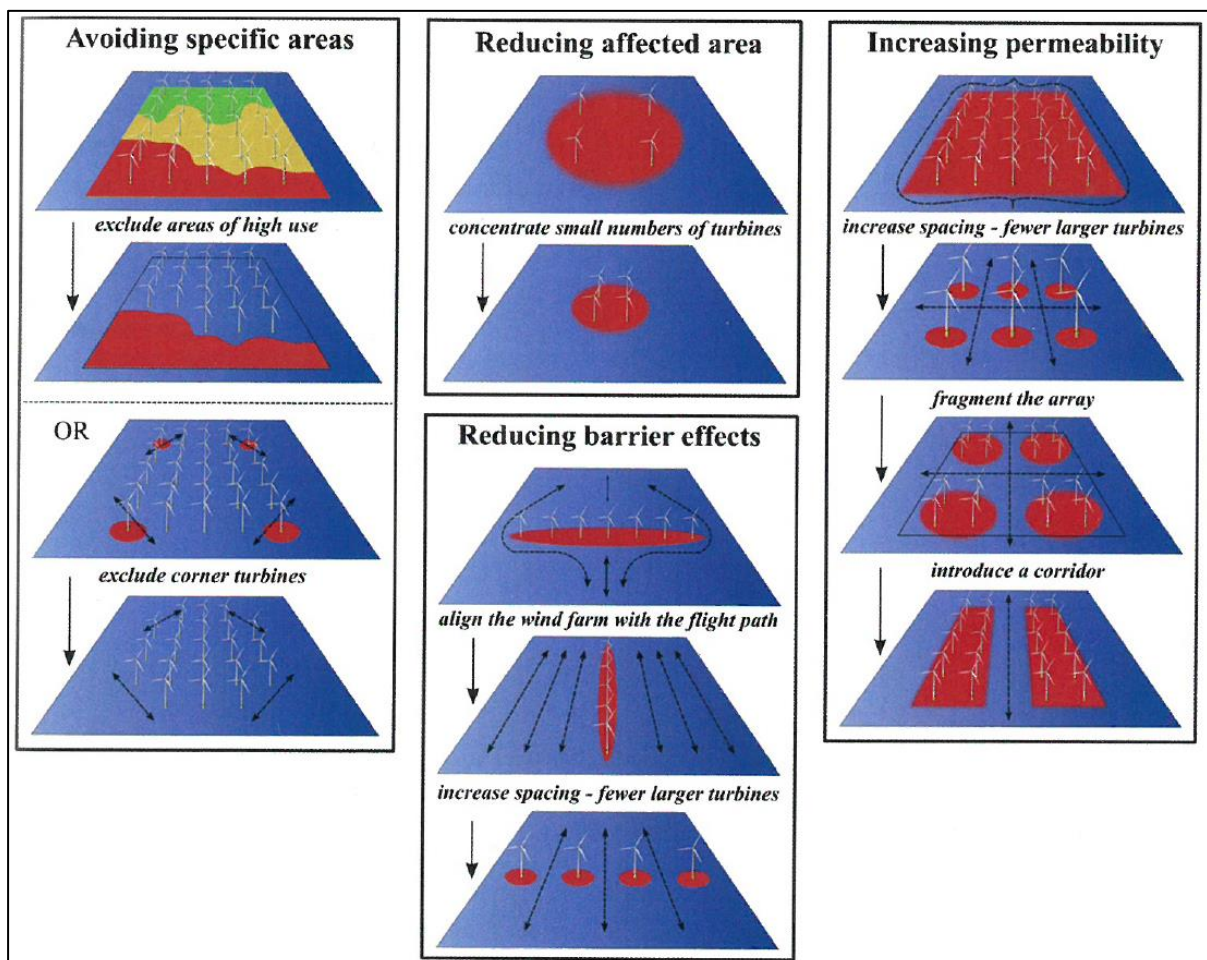 Avoiding specific areas
exclude areas of high use
OR
exclude corner turbines
Reducing affected area
concentrate small numbers of turbines
Reducing barrier effects
align the wind farm with the flight path
increase spacing - fewer larger turbines
Increasing permeability
increase spacing - fewer larger turbines
fragment the array
introduce a corridor